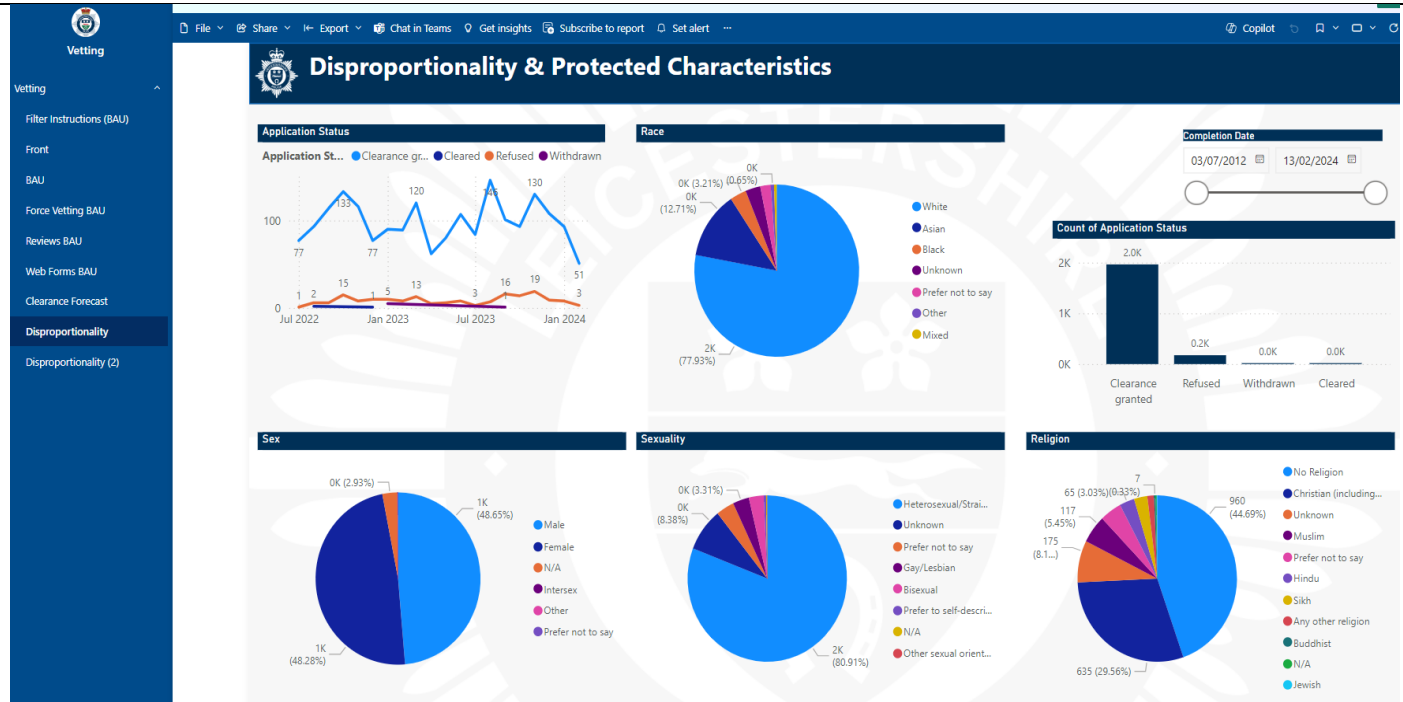 File
Share
Export
Chat in Teams
Get insights
Subscribe to report
Set alert
...
Copilot
Vetting
Vetting
Filter Instructions (BAU)
Front
BAU
Force Vetting BAU
Reviews BAU
Web Forms BAU
Clearance Forecast
Disproportionality
Disproportionality (2)
Disproportionality & Protected Characteristics
Application Status
Application St... Clearance gr... Cleared Refused Withdrawn
100
0
77
133
77
120
146
130
51
1
2
15
1
5
13
3
16
1
19
3
Jul 2022
Jan 2023
Jul 2023
Jan 2024
Race
0K
(0.65%)
0K (3.21%)
0K
(12.71%)
2K
(77.93%)
White
Asian
Black
Unknown
Prefer not to say
Other
Mixed
Completion Date
03/07/2012
13/02/2024
Count of Application Status
2K
1K
0K
2.0K
0.2K
0.0K
0.0K
Clearance
granted
Refused
Withdrawn
Cleared
Sex
0K (2.93%)
1K
(48.65%)
1K
(48.28%)
Male
Female
N/A
Intersex
Other
Prefer not to say
Sexuality
0K (3.31%)
0K
(8.38%)
2K
(80.91%)
Heterosexual/Strai...
Unknown
Prefer not to say
Gay/Lesbian
Bisexual
Prefer to self-descri...
N/A
Other sexual orient...
Religion
7
(0.33%)
65 (3.03%)
117
(5.45%)
175
(8.1...)
960
(44.69%)
635 (29.56%)
No Religion
Christian (including...
Unknown
Muslim
Prefer not to say
Hindu
Sikh
Any other religion
Buddhist
N/A
Jewish